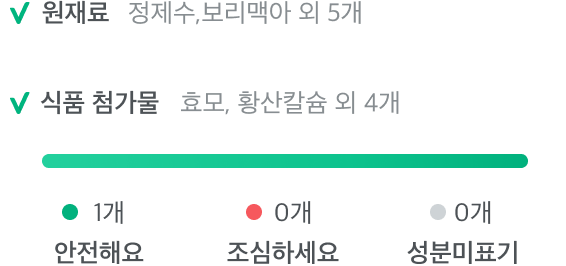 원재료 정제수,보리맥아 외 5개
식품 첨가물 효모, 황산칼슘 외 4개
1개 0개 0개
안전해요 조심하세요 성분미표기